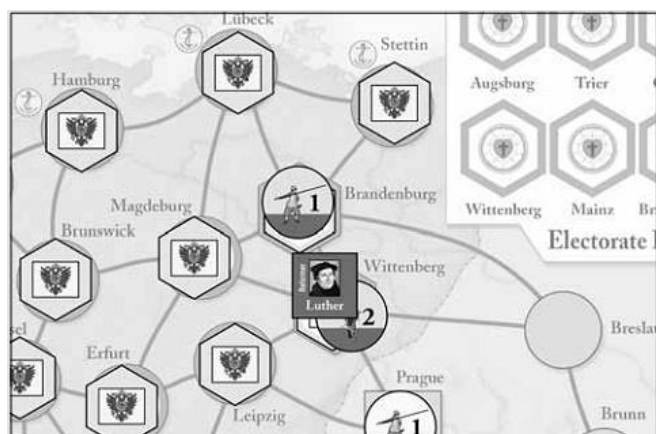 Lübeck
Stettin
Hamburg
Augsburg
Trier
1
Brandenburg
Magdeburg
Wittenberg
Mainz
Brunswick
Electorate
Wittenberg
Reformer
Luther
2
Breslau
Erfurt
Prague
Leipzig
1
Brunn